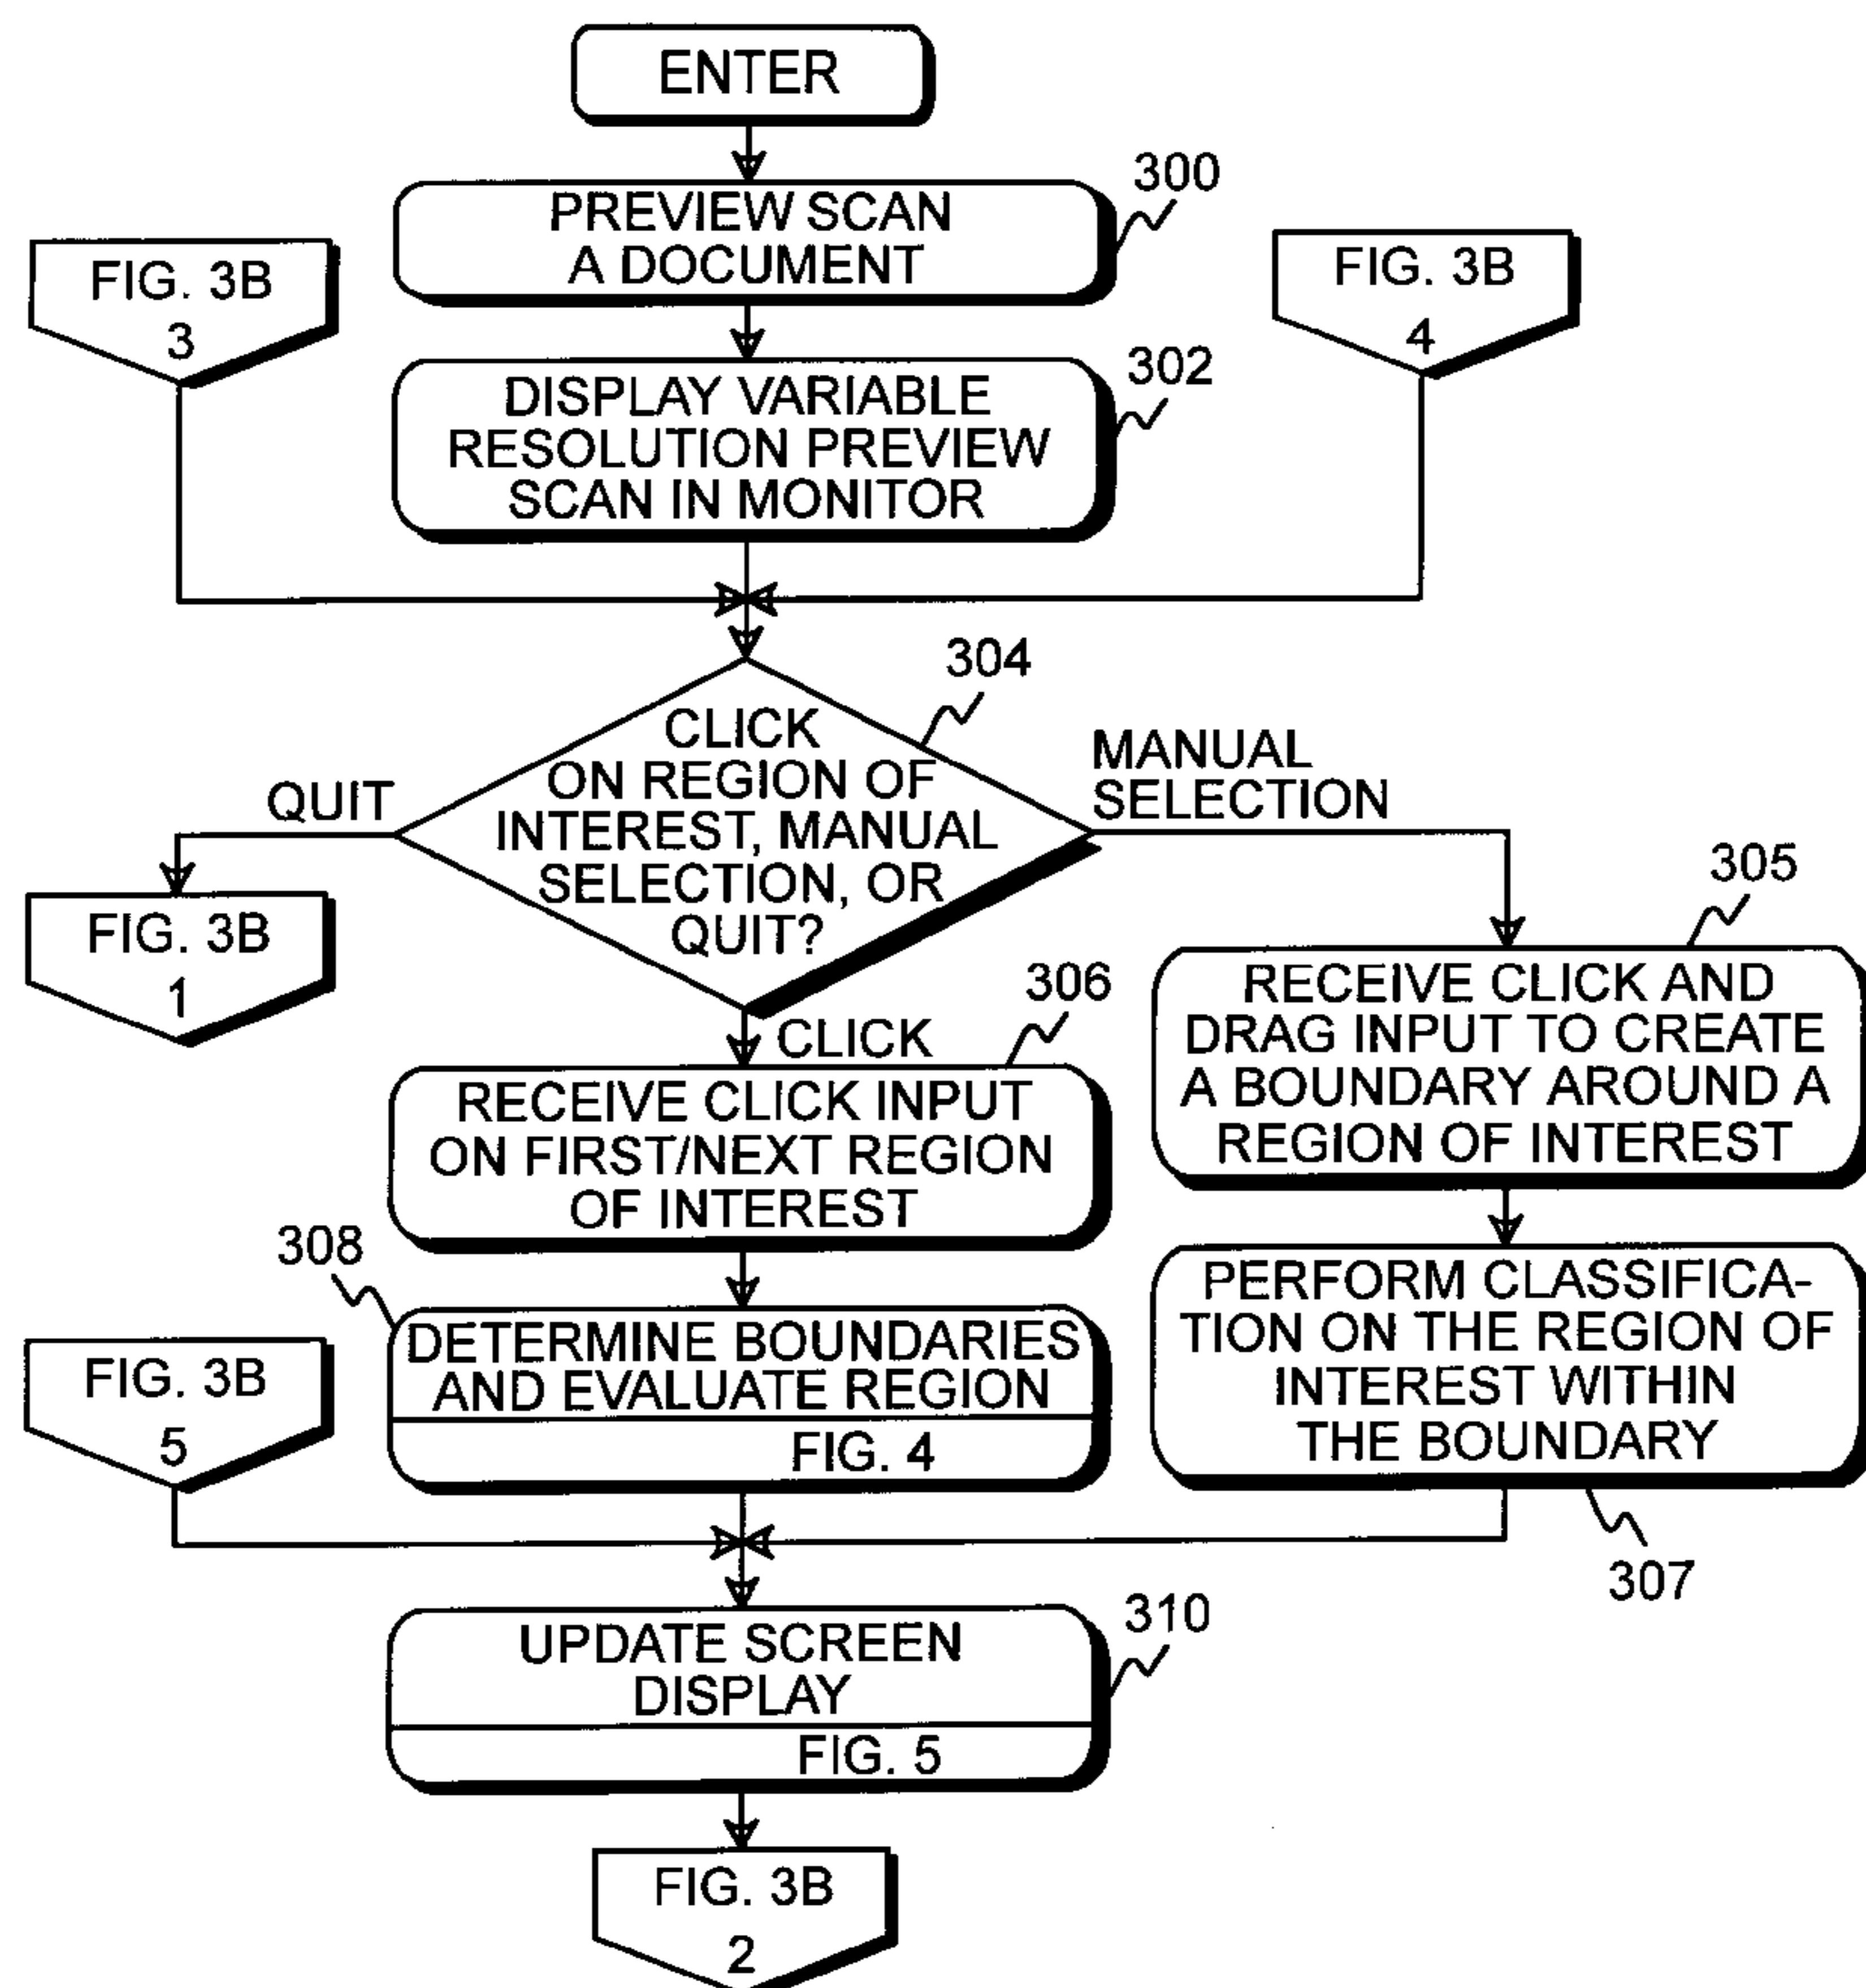 ENTER
300
PREVIEW SCAN
A DOCUMENT
FIG. 3B
3
FIG. 3B
4
302
DISPLAY VARIABLE
RESOLUTION PREVIEW
SCAN IN MONITOR
304
CLICK
ON REGION OF
INTEREST, MANUAL
SELECTION, OR
QUIT?
QUIT
MANUAL
SELECTION
FIG. 3B
1
305
RECEIVE CLICK AND
DRAG INPUT TO CREATE
A BOUNDARY AROUND A
REGION OF INTEREST
306
CLICK
RECEIVE CLICK INPUT
ON FIRST/NEXT REGION
OF INTEREST
308
DETERMINE BOUNDARIES
AND EVALUATE REGION
FIG. 4
PERFORM CLASSIFICA-
TION ON THE REGION OF
INTEREST WITHIN
THE BOUNDARY
307
FIG. 3B
5
310
UPDATE SCREEN
DISPLAY
FIG. 5
FIG. 3B
2